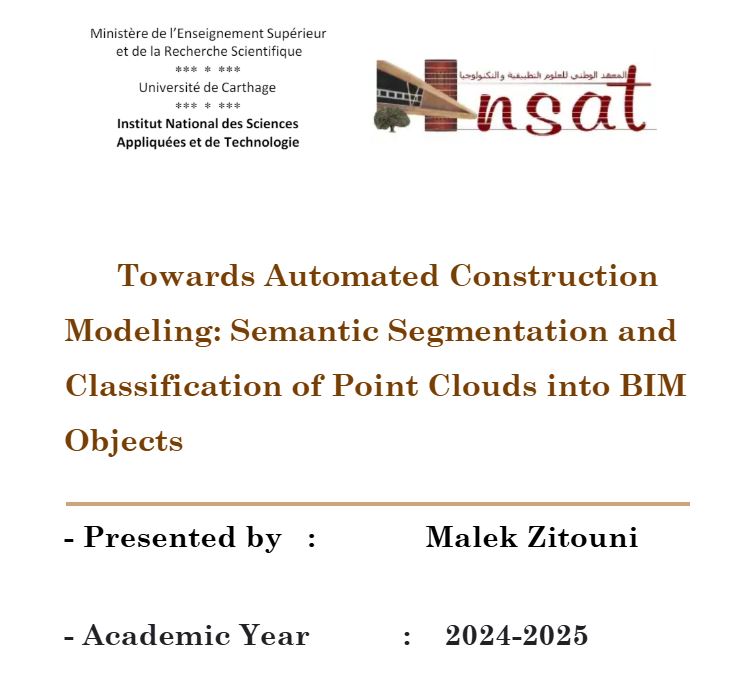 Ministère de l'Enseignement Supérieur
et de la Recherche Scientifique
*** * ***
Université de Carthage
*** * ***
Institut National des Sciences
Appliquées et de Technologie
المعهد الوطني للعلوم التطبيقية والتكنولوجيا
Insat
Towards Automated Construction
Modeling: Semantic Segmentation and
Classification of Point Clouds into BIM
Objects
- Presented by : Malek Zitouni
- Academic Year : 2024-2025